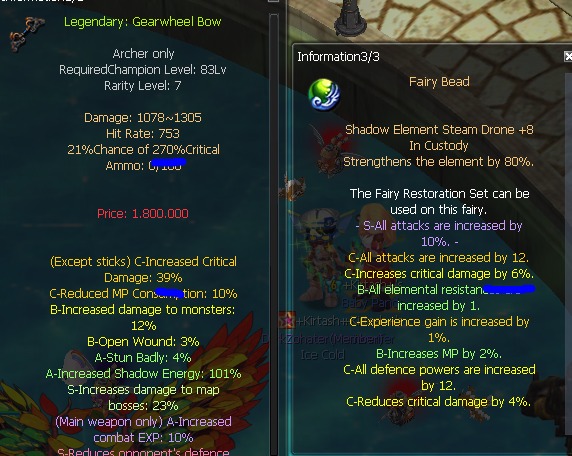 Legendary: Gearwheel Bow
Archer only
RequiredChampion Level: 83Lv
Rarity Level: 7
Damage: 1078~1305
Hit Rate: 753
21%Chance of 270%Critical
Ammo:
Price: 1.800.000
(Except sticks) C-Increased Critical
Damage: 39%
C-Reduced MP Consumption: 10%
B-Increased damage to monsters:
12%
B-Open Wound: 3%
A-Stun Badly: 4%
A-Increased Shadow Energy: 101%
S-Increases damage to map
bosses: 23%
(Main weapon only) A-Increased
combat EXP: 10%
S-Reduces opponent's defence
Information3/3
Fairy Bead
Shadow Element Steam Drone +8
In Custody
Strengthens the element by 80%.
The Fairy Restoration Set can be
used on this fairy.
- S-All attacks are increased by
10%. -
C-All attacks are increased by 12.
C-Increases critical damage by 6%.
B-All elemental
increased by 1.
C-Experience gain is increased by
1%.
B-Increases MP by 2%.
C-All defence powers are increased
by 12.
C-Reduces critical damage by 4%.
Ice Cold